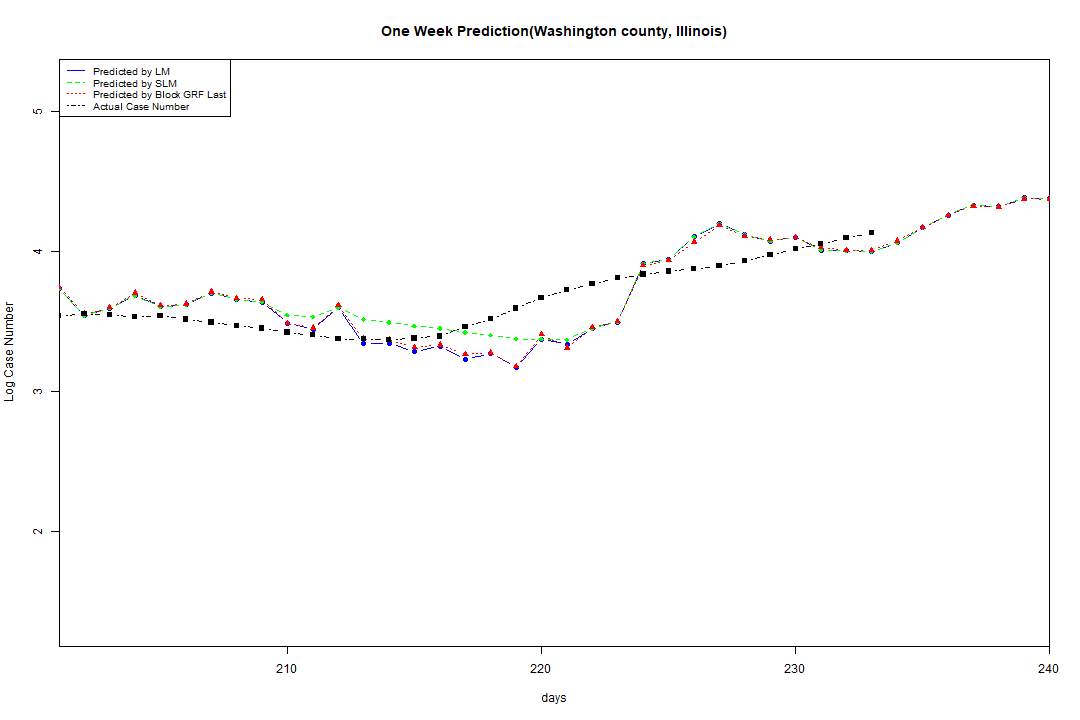 One Week Prediction(Washington county, Illinois)
Predicted by LM
Predicted by SLM
Predicted by Block GRF Last
Actual Case Number
5
4
3
2
Log Case Number
210
220
230
240
days